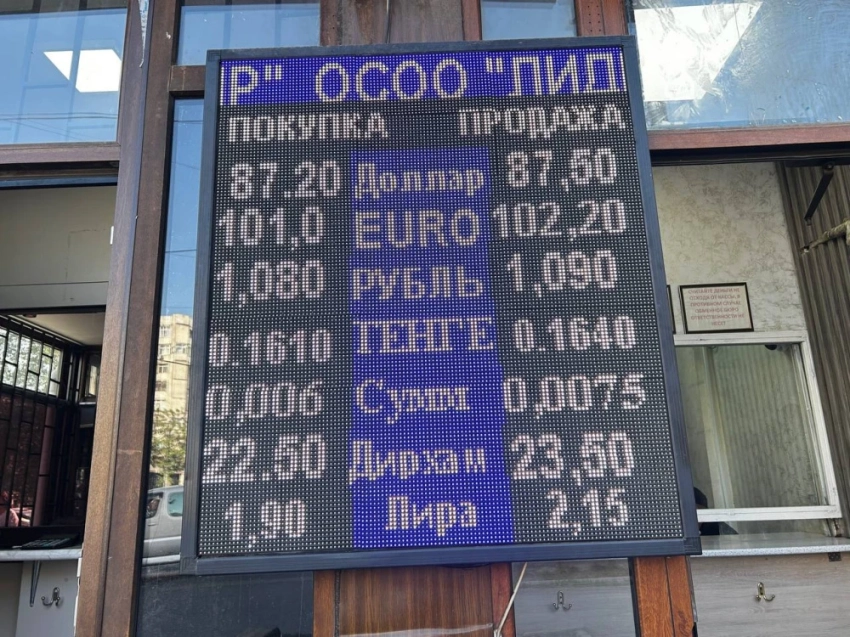 Р" ОСОО "ЛИД
ПОКУПКА ПРОДАЖА
87.20 Доллар 87,50
101,0 EURO 102,20
1,080 РУБЛЬ 1,090
0.1610 ТЕНГЕ 0.1640
0,006 Сумм 0,0075
22.50 Дирхам 23,50
1,90 Лира 2,15